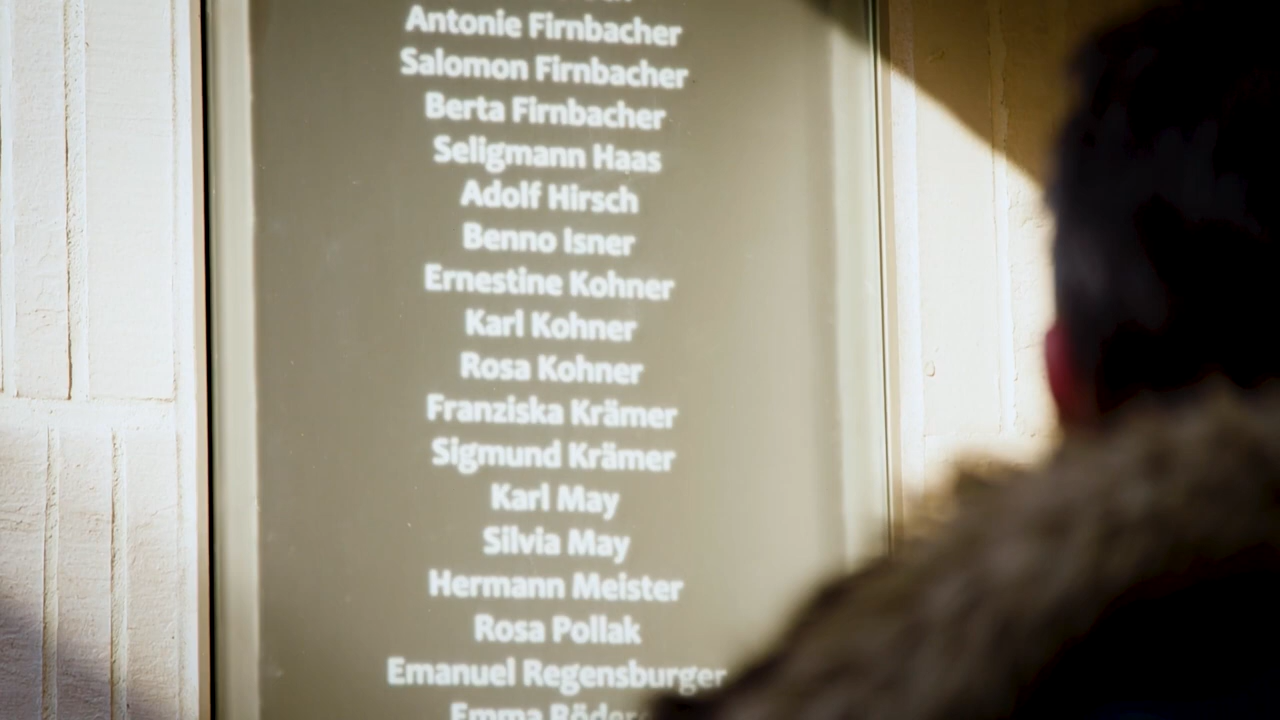 Antonie Firnbacher
Salomon Firnbacher
Berta Firnbacher
Seligmann Haas
Adolf Hirsch
Benno Isner
Ernestine Kohner
Karl Kohner
Rosa Kohner
Franziska Krämer
Sigmund Krämer
Karl May
Silvia May
Hermann Meister
Rosa Pollak
Emanuel Regensburger
Emma